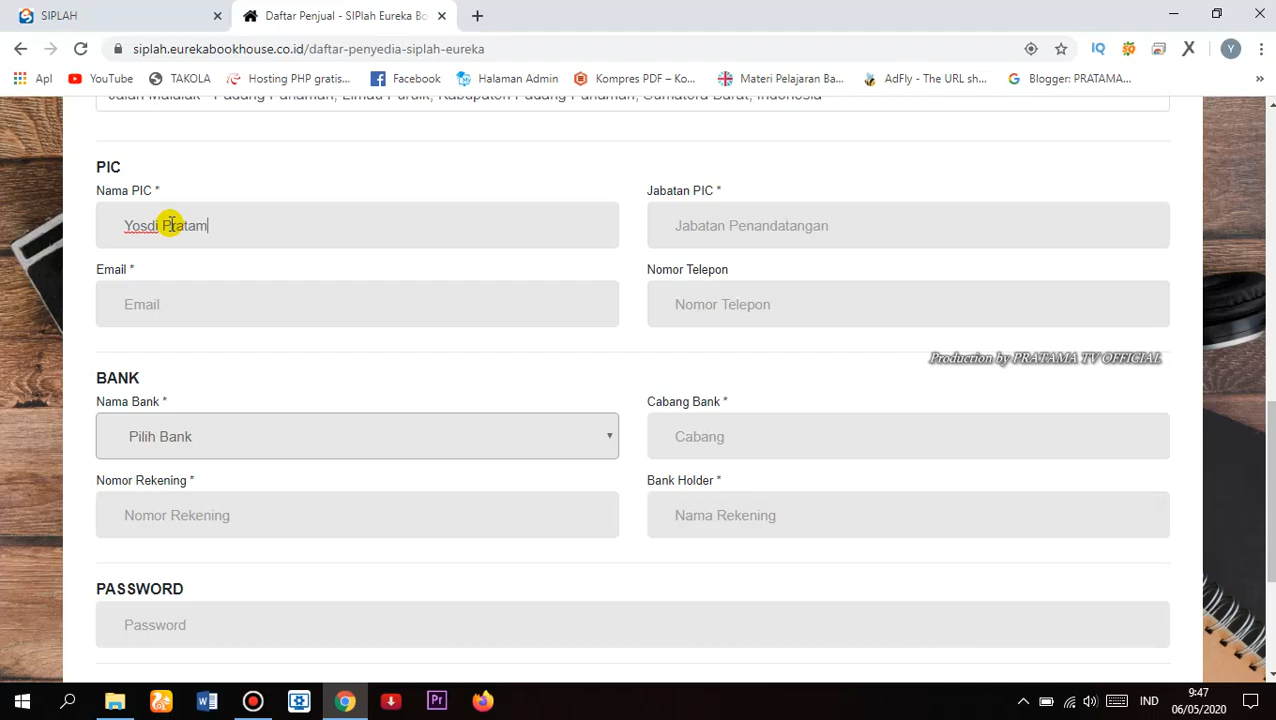 SIPLAH
Daftar Penjual - SIPlah Eureka Bo
siplah.eurekabookhouse.co.id/daftar-penyedia-siplah-eureka
Apl
YouTube
TAKOLA
Hosting PHP gratis...
Facebook
Halaman Admin
Kompres PDF – Ko...
Materi Pelajaran Ba...
AdFly - The URL sh...
Blogger: PRATAMA...
»
IQ
Y
PIC
Nama PIC *
Jabatan PIC *
Yosdi Pratam
Jabatan Penandatangan
Email *
Nomor Telepon
Email
Nomor Telepon
Production by PRATAMA TV OFFICIAL
BANK
Nama Bank *
Cabang Bank *
Pilih Bank
Cabang
Nomor Rekening *
Bank Holder *
Nomor Rekening
Nama Rekening
PASSWORD
Password
IND
9:47
06/05/2020